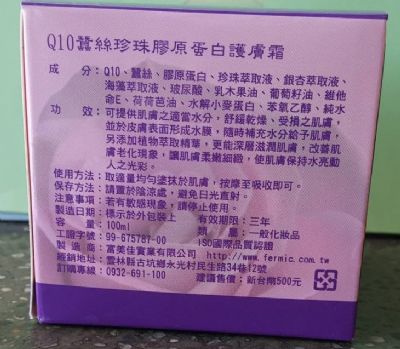 Q10蠶絲珍珠膠原蛋白護膚霜
成　　分：Q10、蠶絲、膠原蛋白、珍珠萃取液、銀杏萃取液、
海藻萃取液、玻尿酸、乳木果油、葡萄籽油、維他
命E、荷荷芭油、水解小麥蛋白、苯氧乙醇、純水
功　　效：可提供肌膚之適當水分，舒緩乾燥、受損之肌膚，
並於皮膚表面形成水膜，隨時補充水分給予肌膚，
另添加植物萃取精華，更能深層滋潤肌膚，改善肌
膚老化現象，讓肌膚柔嫩細緻，使肌膚保持水亮動
人之光彩。
使用方法：取適量均勻塗抹於肌膚，按摩至吸收即可。
保存方法：請置於陰涼處，避免日光直射。
注意事項：若有敏感現象，請停止使用。
製造日期：標示於外包裝上　有效期限：三年
容　　量：100ml　種　　類：一般化妝品
工證字號：99-675787-00　ISO國際品質認證
製 造 商：富美佳實業有限公司　http://www.fermic.com.tw
經銷地址：雲林縣古坑鄉永光村民生路34巷12號
訂購專線：0932-691-100　建議售價：新台幣500元